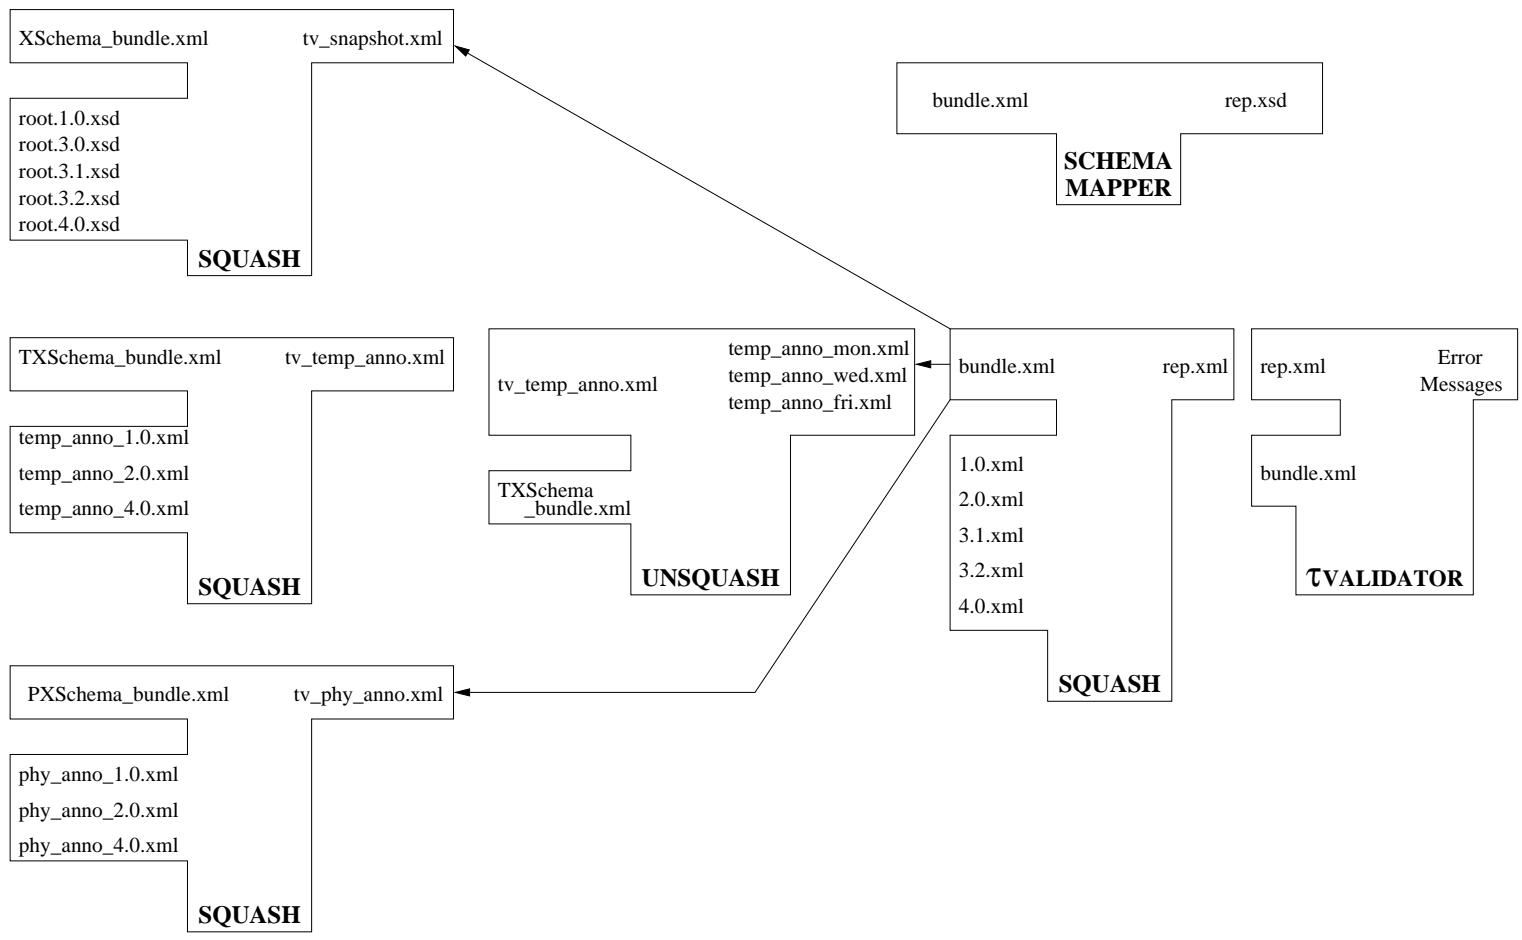 XSchema_bundle.xml
tv_snapshot.xml
root.1.0.xsd
root.3.0.xsd
root.3.1.xsd
root.3.2.xsd
root.4.0.xsd
SQUASH
bundle.xml
rep.xsd
SCHEMA
MAPPER
TXSchema_bundle.xml
tv_temp_anno.xml
temp_anno_1.0.xml
temp_anno_2.0.xml
temp_anno_4.0.xml
SQUASH
tv_temp_anno.xml
temp_anno_mon.xml
temp_anno_wed.xml
temp_anno_fri.xml
TXSchema
_bundle.xml
UNSQUASH
bundle.xml
rep.xml
1.0.xml
2.0.xml
3.1.xml
3.2.xml
4.0.xml
SQUASH
rep.xml
Error
Messages
bundle.xml
τVALIDATOR
PXSchema_bundle.xml
tv_phy_anno.xml
phy_anno_1.0.xml
phy_anno_2.0.xml
phy_anno_4.0.xml
SQUASH